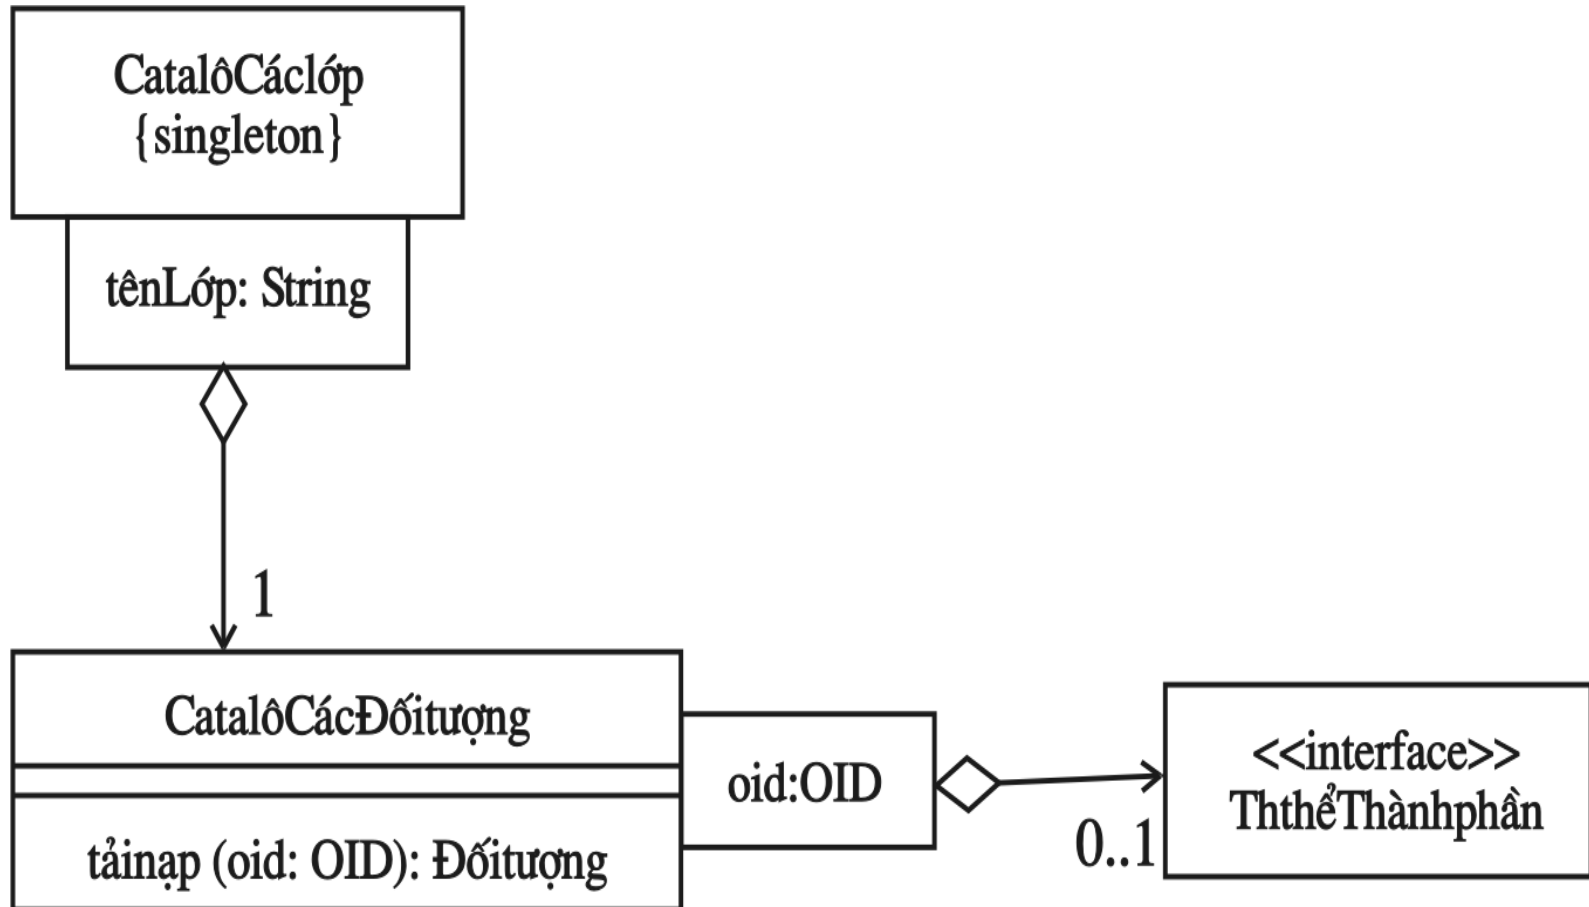 CatalôCáclớp
{singleton}
tênLớp: String
1
CatalôCácĐốitượng
tảinạp (oid: OID): Đốitượng
oid:OID
0..1
<<interface>>
ThthểThànhphần